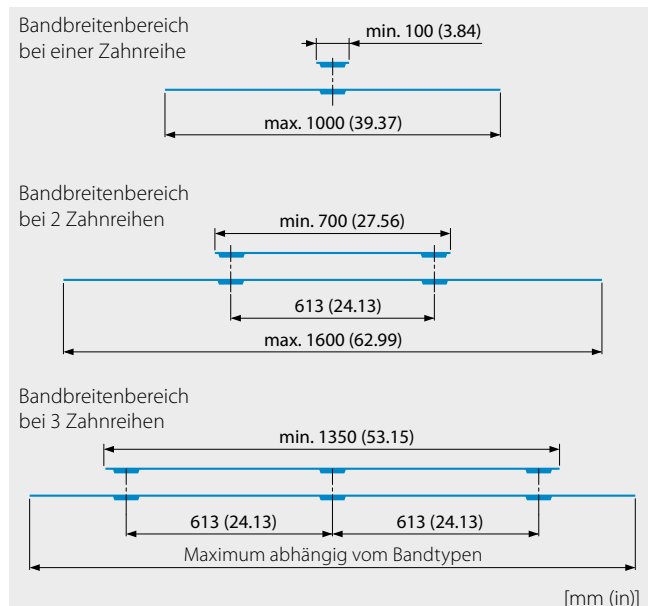 Bandbreitenbereich
bei einer Zahnreihe
min. 100 (3.84)
max. 1000 (39.37)
Bandbreitenbereich
bei 2 Zahnreihen
min. 700 (27.56)
613 (24.13)
max. 1600 (62.99)
Bandbreitenbereich
bei 3 Zahnreihen
min. 1350 (53.15)
613 (24.13) 613 (24.13)
Maximum abhängig vom Bandtypen
[mm (in)]